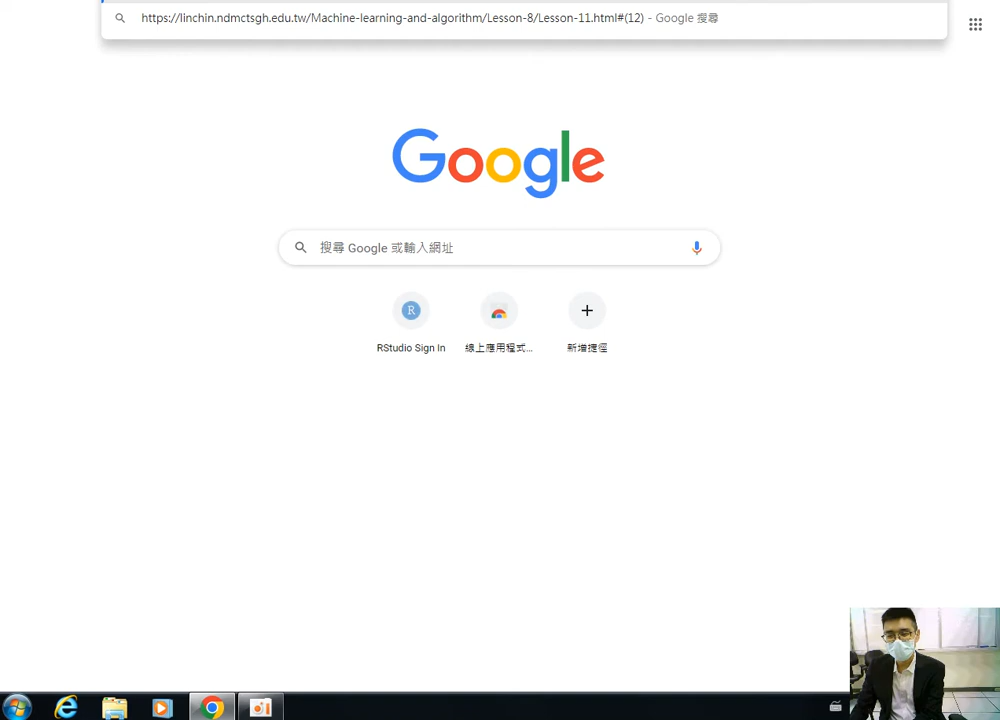 https://linchin.ndmctsgh.edu.tw/Machine-learning-and-algorithm/Lesson-8/Lesson-11.html#(12) - Google 搜尋
Google
搜尋 Google 或輸入網址
R
RStudio Sign In
線上應用程式...
新增捷徑